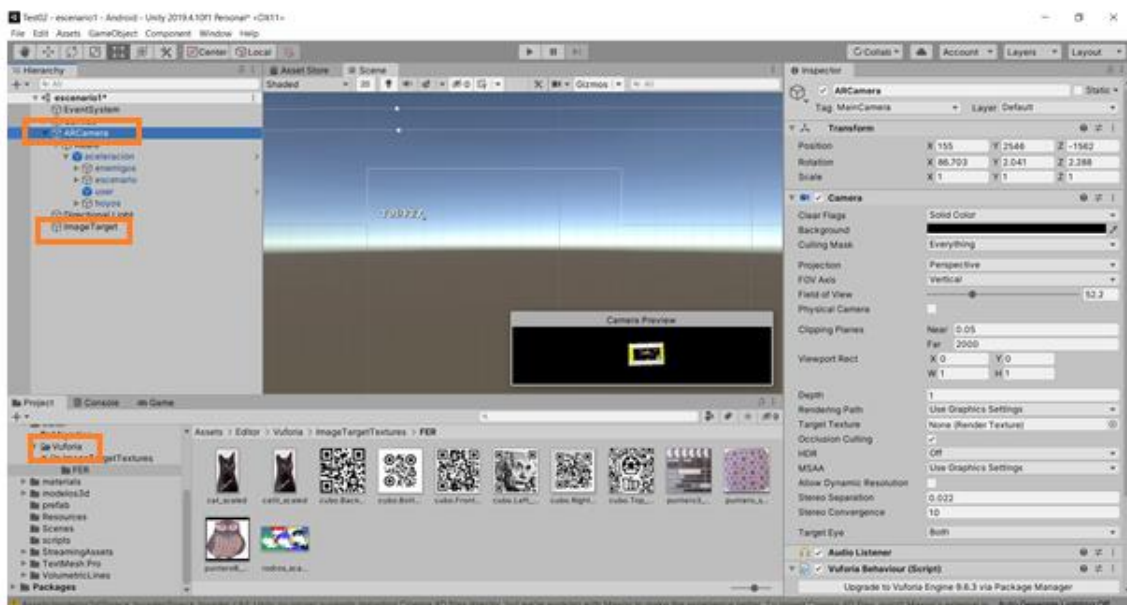 Test02 - escenario1 - Android - Unity 2019.4.10f1 Personal* <DX11>
File Edit Assets GameObject Component Window Help
Center Local
Collab Account Layers Layout
Hierarchy
All
escenario1*
EventSystem
ARCamera
aceleracion
enemigos
escenario
user
hoyos
Directional Light
ImageTarget
Asset Store Scene
Shaded 2D Gizmos All
Camera Preview
Inspector
ARCamera Static
Tag MainCamera Layer Default
Transform
Position X 155 Y 2546 Z -1562
Rotation X 86.703 Y 2.041 Z 2.288
Scale X 1 Y 1 Z 1
Camera
Clear Flags Solid Color
Background
Culling Mask Everything
Projection Perspective
FOV Axis Vertical
Field of View 52.2
Physical Camera
Clipping Planes Near 0.05
Far 2000
Viewport Rect X 0 Y 0
W 1 H 1
Depth 1
Rendering Path Use Graphics Settings
Target Texture None (Render Texture)
Occlusion Culling
HDR Off
MSAA Use Graphics Settings
Allow Dynamic Resolution
Stereo Separation 0.022
Stereo Convergence 10
Target Eye Both
Audio Listener
Vuforia Behaviour (Script)
Upgrade to Vuforia Engine 9.6.3 via Package Manager
Project Console Game
Vuforia
ImageTargetTextures
FER
materials
modelos3d
prefab
Resources
Scenes
scripts
StreamingAssets
TextMesh Pro
VolumetricLines
Packages
Assets > Editor > Vuforia > ImageTargetTextures > FER
cat_scaled cat1_scaled cubo.Back... cubo.Bott... cubo.Front... cubo.Left_... cubo.Right... cubo.Top_... puntero3_... puntero_s...